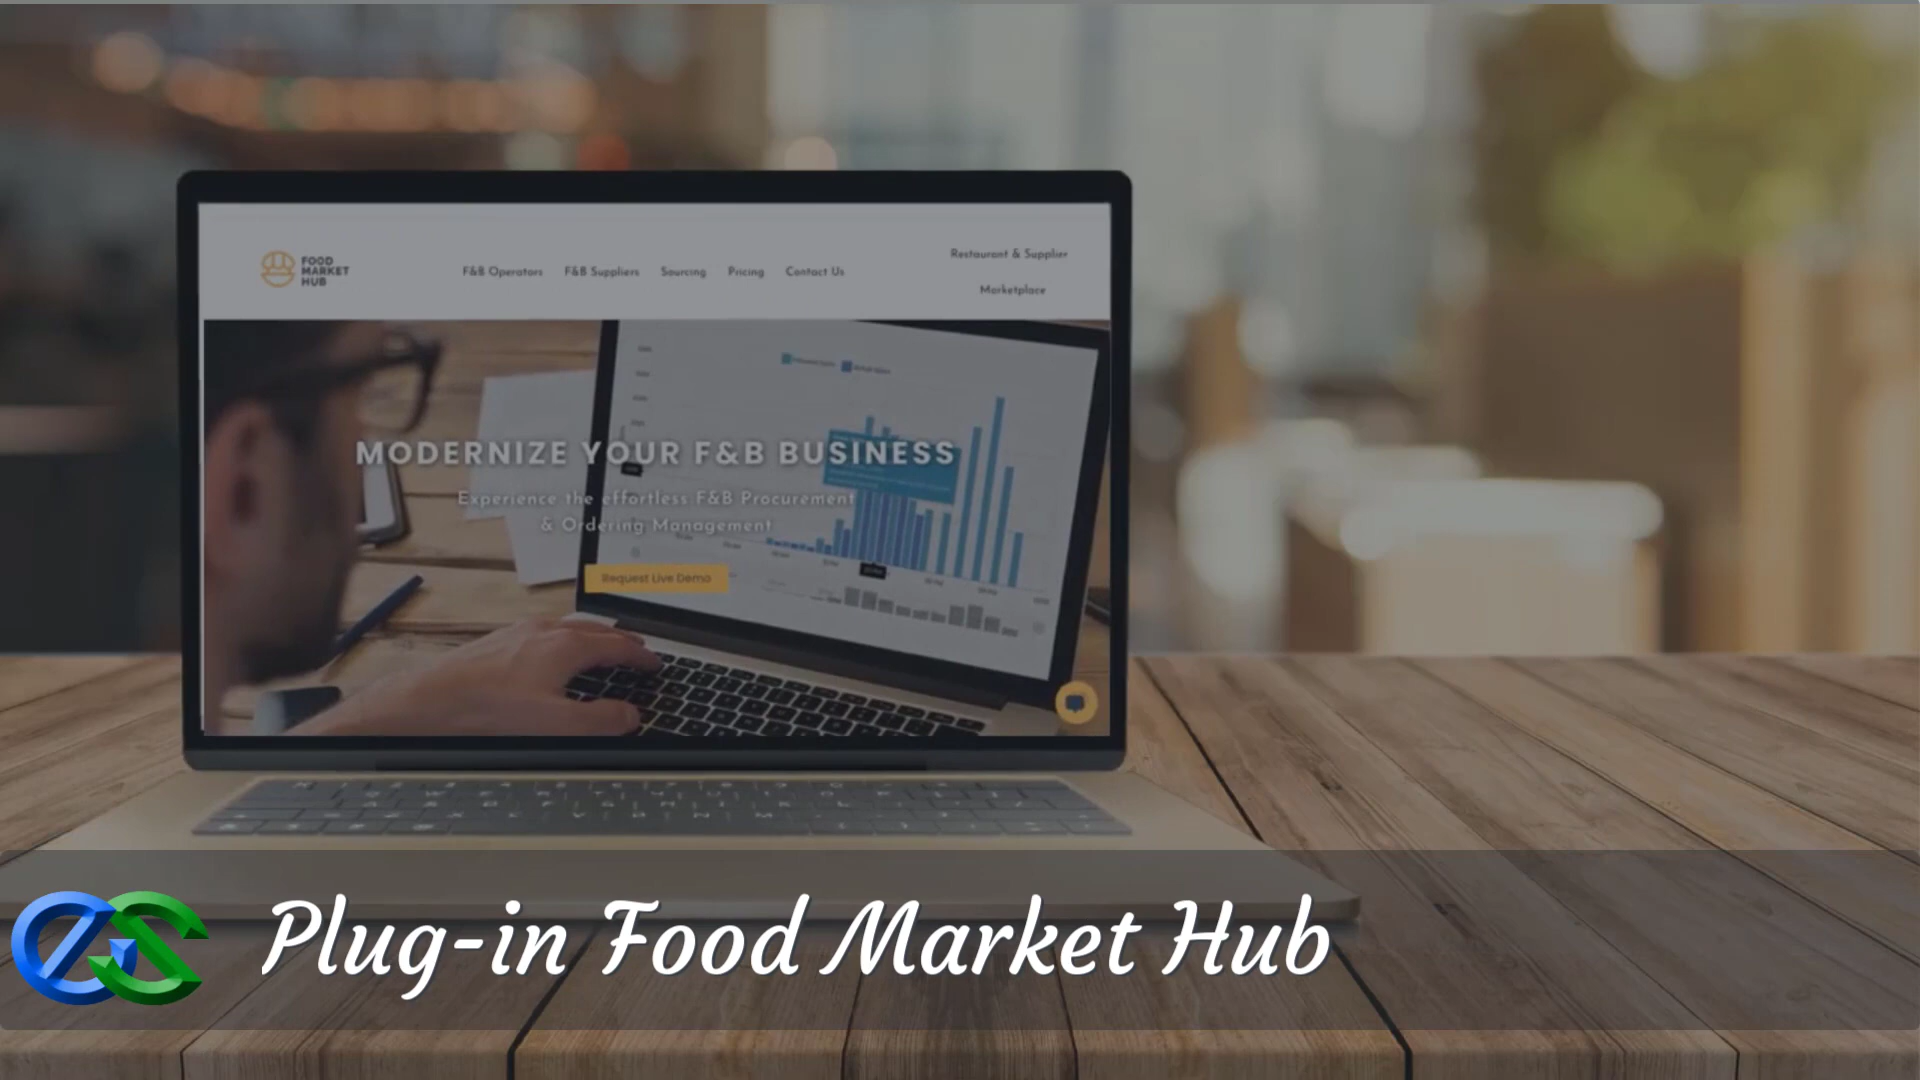 FOOD
MARKET
HUB
F&B Operators F&B Suppliers Sourcing Pricing Contact Us
Restaurant & Supplier
Marketplace
MODERNIZE YOUR F&B BUSINESS
Experience the effortless F&B Procurement
& Ordering Management
Request Live Demo
Plug-in Food Market Hub